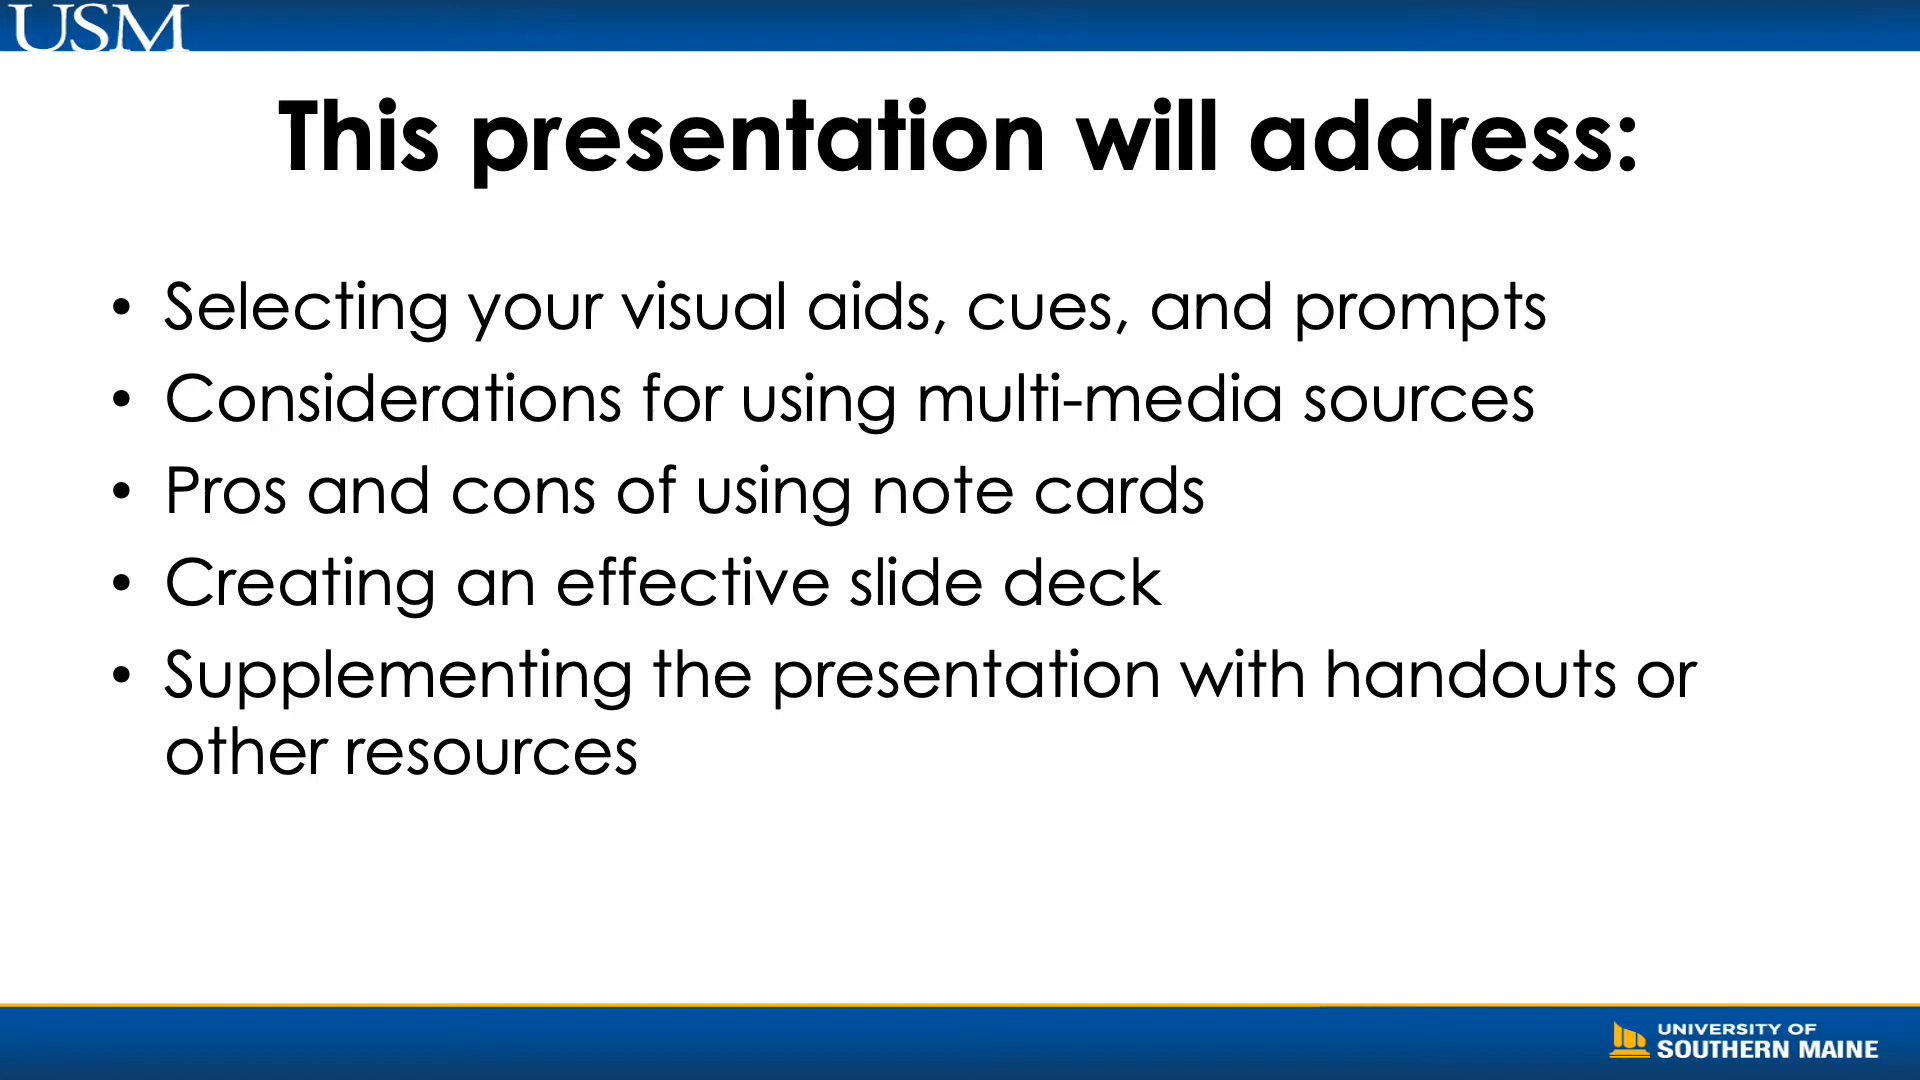 USM
This presentation will address:
• Selecting your visual aids, cues, and prompts
• Considerations for using multi-media sources
• Pros and cons of using note cards
• Creating an effective slide deck
• Supplementing the presentation with handouts or
other resources
UNIVERSITY OF
SOUTHERN MAINE